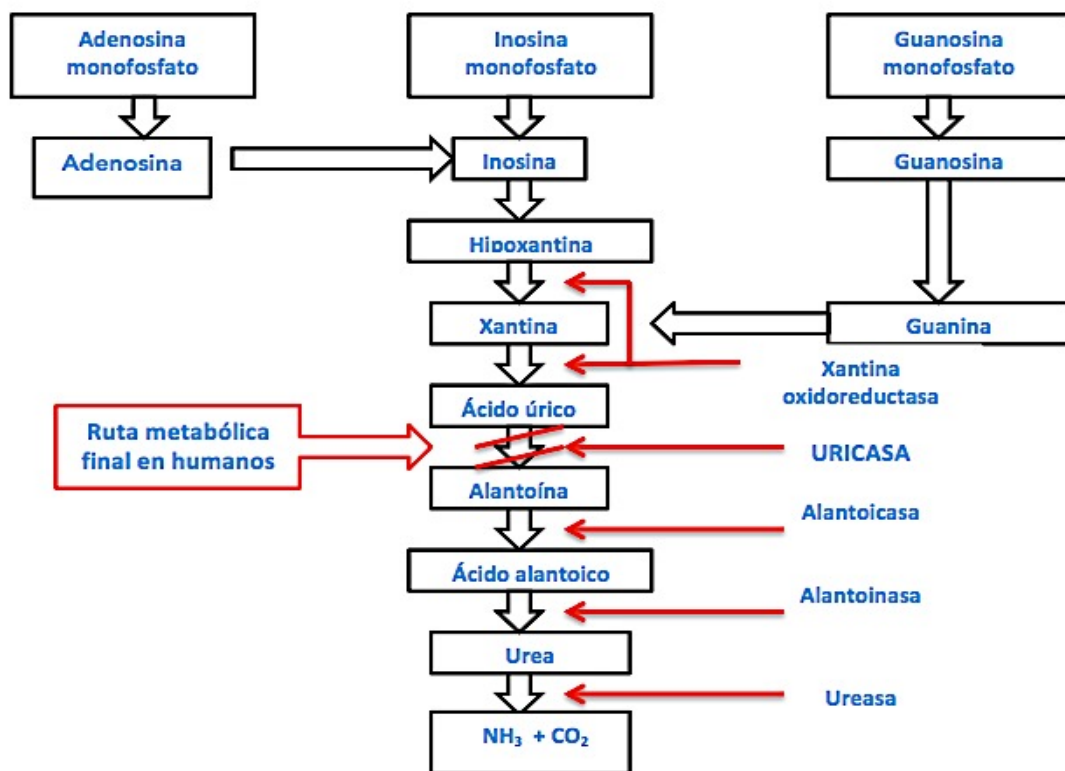 Adenosina
monofosfato
Inosina
monofosfato
Guanosina
monofosfato
Adenosina
Inosina
Guanosina
Hipoxantina
Xantina
Guanina
Xantina
oxidoreductasa
Ácido úrico
Ruta metabólica
final en humanos
URICASA
Alantoína
Alantoicasa
Ácido alantoico
Alantoinasa
Urea
Ureasa
NH₃ + CO₂